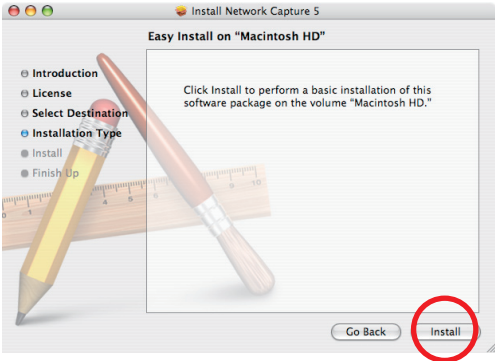 Install Network Capture 5
Easy Install on “Macintosh HD”
Introduction
License
Select Destination
Installation Type
Install
Finish Up
Click Install to perform a basic installation of this
software package on the volume “Macintosh HD.”
Go Back
Install